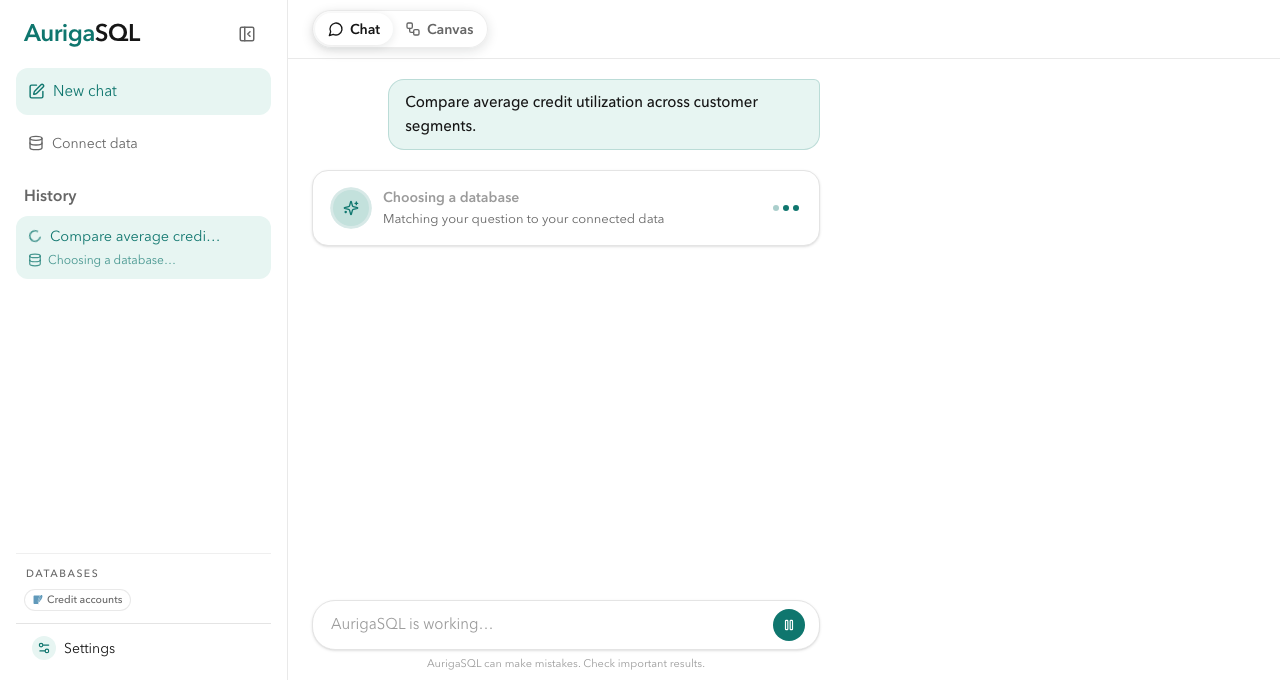 AurigaSQL
New chat
Connect data
History
Compare average credi…
Choosing a database…
DATABASES
Credit accounts
Settings
Chat
Canvas
Compare average credit utilization across customer
segments.
Choosing a database
Matching your question to your connected data
AurigaSQL is working…
AurigaSQL can make mistakes. Check important results.